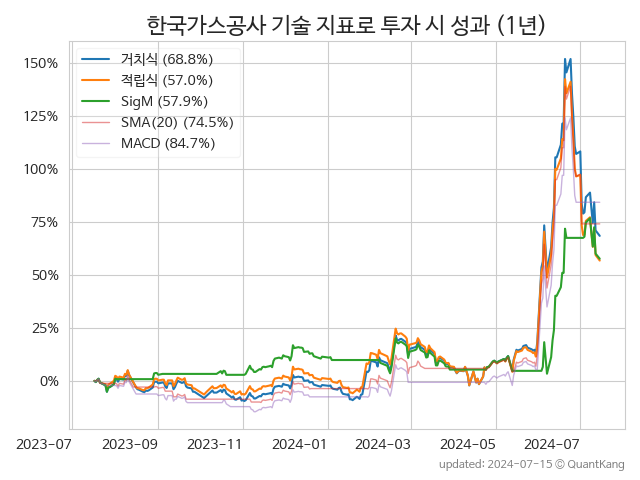 한국가스공사 기술 지표로 투자 시 성과 (1년)
거치식 (68.8%)
적립식 (57.0%)
SigM (57.9%)
SMA(20) (74.5%)
MACD (84.7%)
150%
125%
100%
75%
50%
25%
0%
2023-07 2023-09 2023-11 2024-01 2024-03 2024-05 2024-07
updated: 2024-07-15 © QuantKang